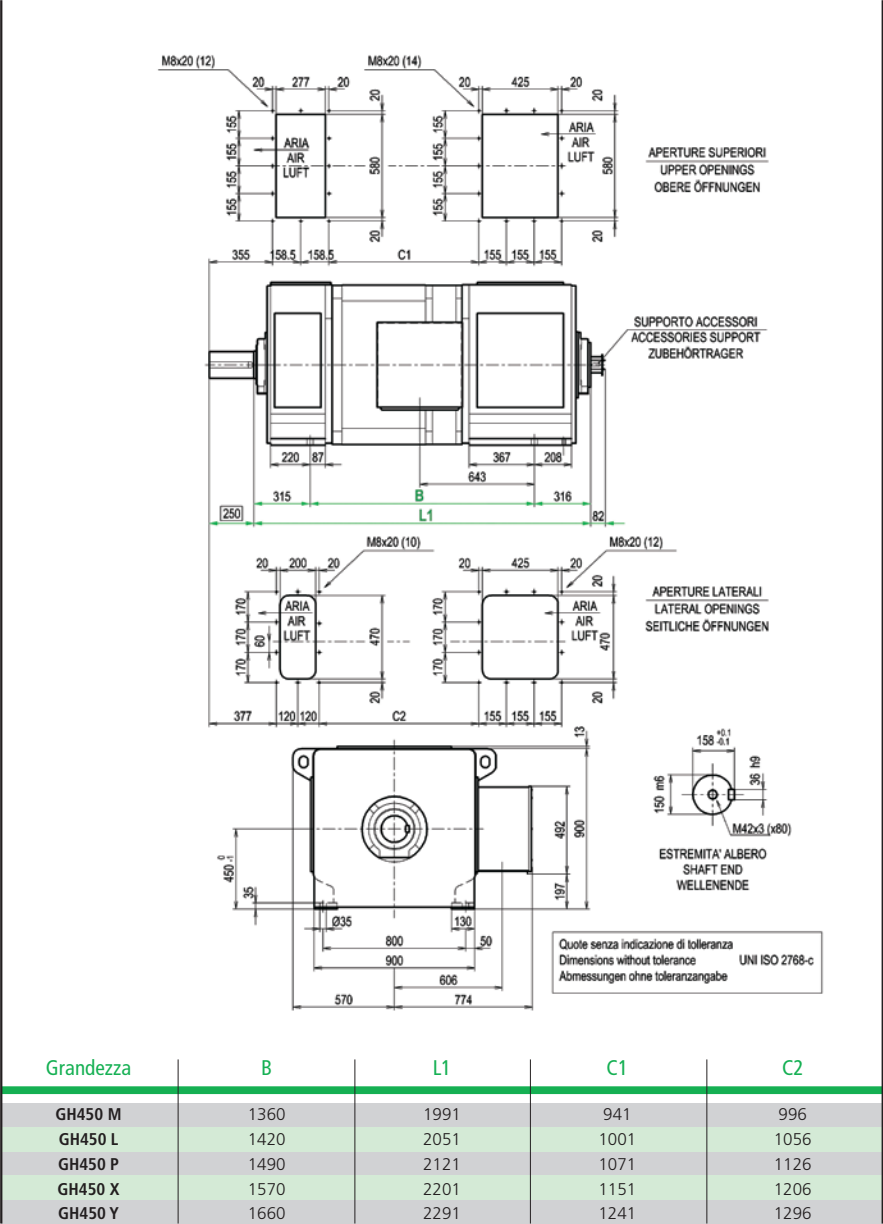 M8x20 (12)
M8x20 (14)
20 277 20
20 425 20
20
20
155
155
155
155
155
155
155
155
ARIA
AIR
LUFT
580
ARIA
AIR
LUFT
580
20
20
APERTURE SUPERIORI
UPPER OPENINGS
OBERE ÖFFNUNGEN
355 158.5 158.5 C1 155 155 155
SUPPORTO ACCESSORI
ACCESSORIES SUPPORT
ZUBEHÖRTRAGER
220 87 367 208
643
315 B 316
250 L1 82
M8x20 (10)
M8x20 (12)
20 200 20
20 425 20
20
170
170
170
60
ARIA
AIR
LUFT
470
20
170
170
170
ARIA
AIR
LUFT
470
20
APERTURE LATERALI
LATERAL OPENINGS
SEITLICHE ÖFFNUNGEN
377 120 120 C2 155 155 155
13
450 0 -1
35
Ø35
130
492
197
900
800 50
900
606
570 774
158 +0.1 -0.1
150 m6
36 h9
M42x3 (x80)
ESTREMITA' ALBERO
SHAFT END
WELLENENDE
Quote senza indicazione di tolleranza
Dimensions without tolerance UNI ISO 2768-c
Abmessungen ohne toleranzangabe
Grandezza B L1 C1 C2
GH450 M 1360 1991 941 996
GH450 L 1420 2051 1001 1056
GH450 P 1490 2121 1071 1126
GH450 X 1570 2201 1151 1206
GH450 Y 1660 2291 1241 1296